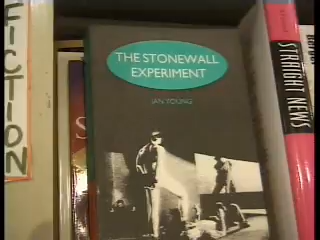 FICTION
THE STONEWALL
EXPERIMENT
IAN YOUNG
STRAIGHT NEWS